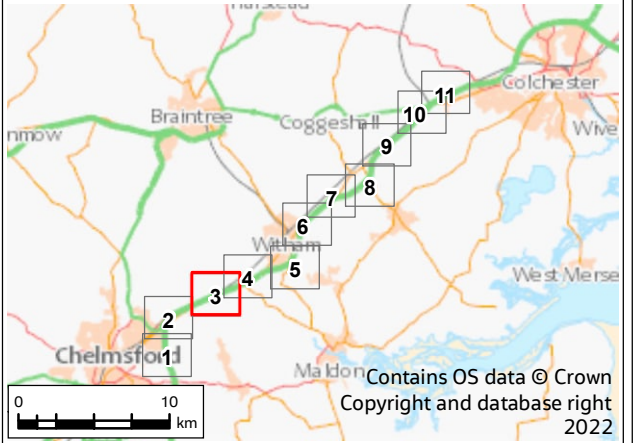 Halstead
Colchester
11
Braintree
10
Coggeshall
nmow
Wive
9
8
7
6
Witham
5
4
West Merse
3
2
Chelmsford
1
Maldon
Contains OS data © Crown
Copyright and database right
2022
0 10
km